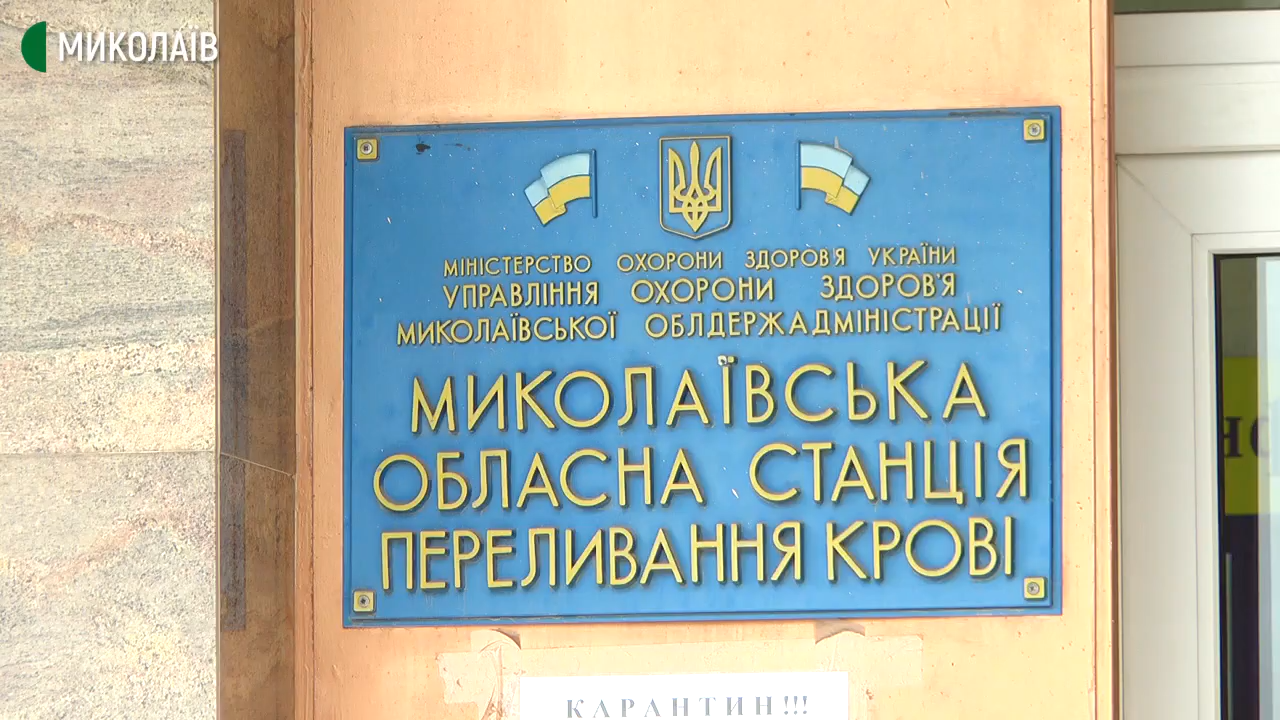 МИКОЛАЇВ
МІНІСТЕРСТВО ОХОРОНИ ЗДОРОВ'Я УКРАЇНИ
УПРАВЛІННЯ ОХОРОНИ ЗДОРОВ'Я
МИКОЛАЇВСЬКОЇ ОБЛДЕРЖАДМІНІСТРАЦІЇ
МИКОЛАЇВСЬКА
ОБЛАСНА СТАНЦІЯ
ПЕРЕЛИВАННЯ КРОВІ
КАРАНТИН!!!